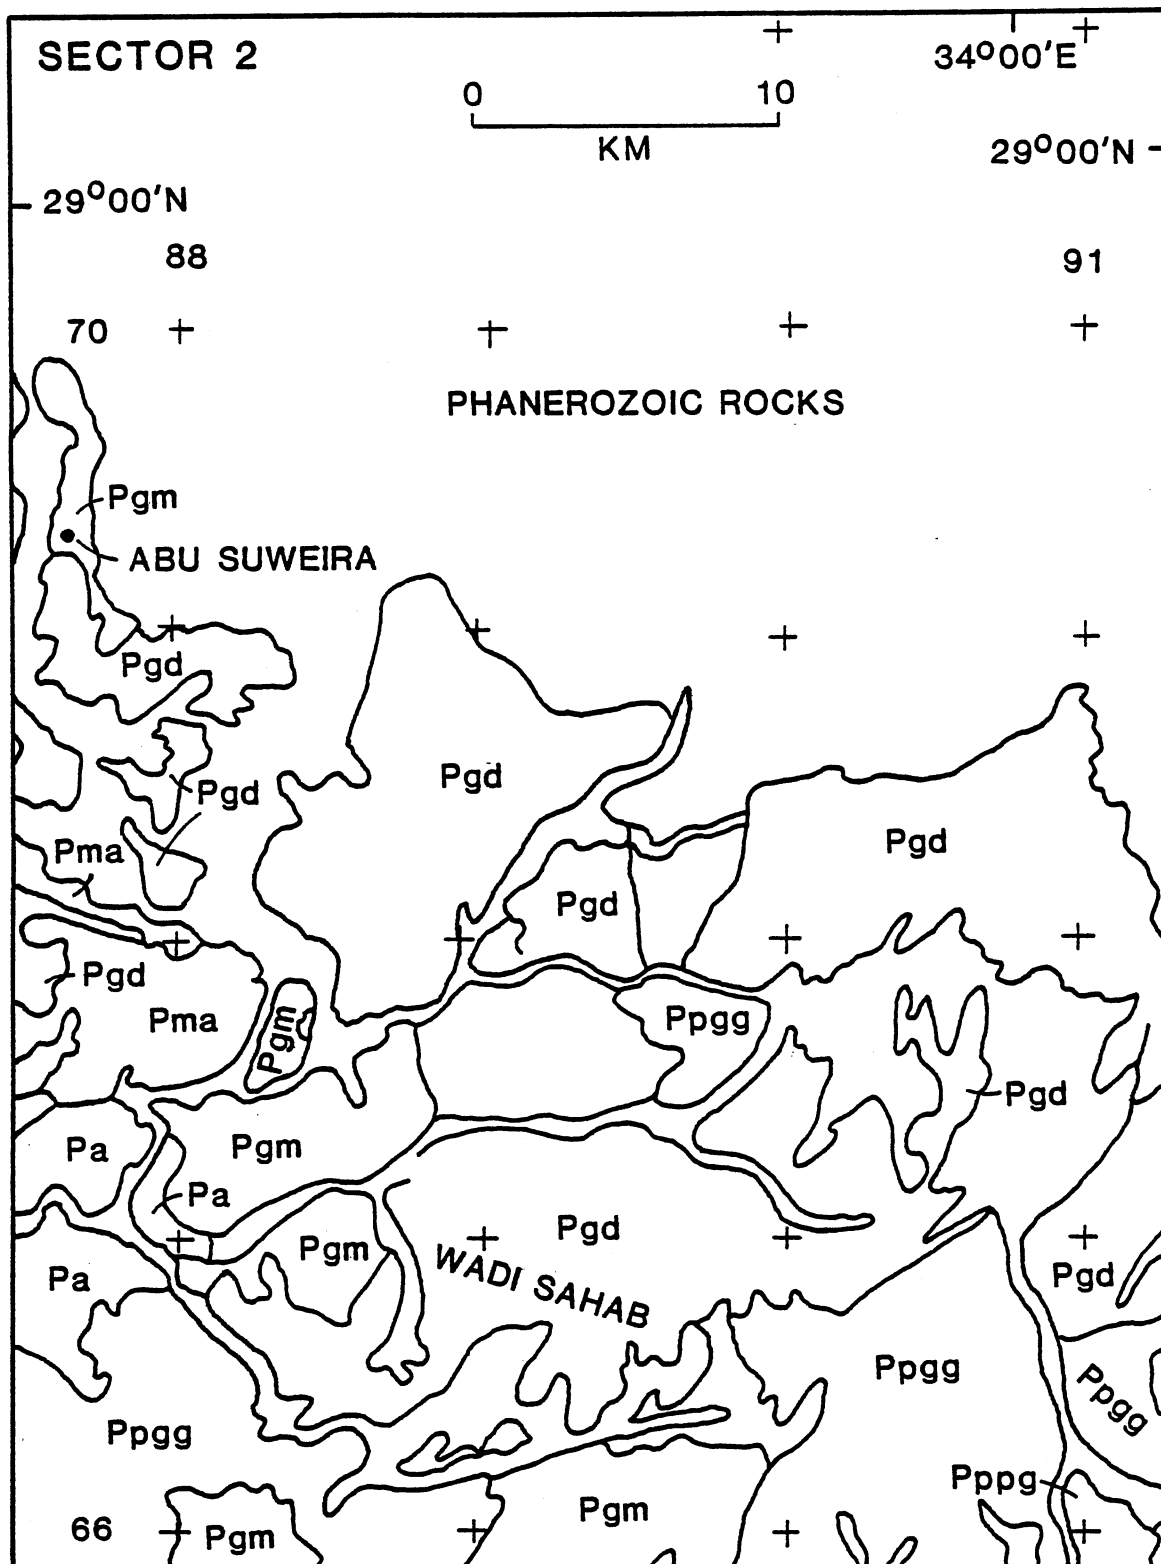 SECTOR 2
34°00'E
0 10
KM
29°00'N
29°00'N
88
91
70
PHANEROZOIC ROCKS
Pgm
ABU SUWEIRA
Pgd
Pgd
Pgd
Pgd
Pma
Pgd
Pgd
Pma
Pgm
Ppgg
Pgd
Pgm
Pa
Pa
Pgd
Pgm
WADI SAHAB
Pgd
Pa
Ppgg
Ppgg
Ppgg
Pppg
Pgm
66
Pgm